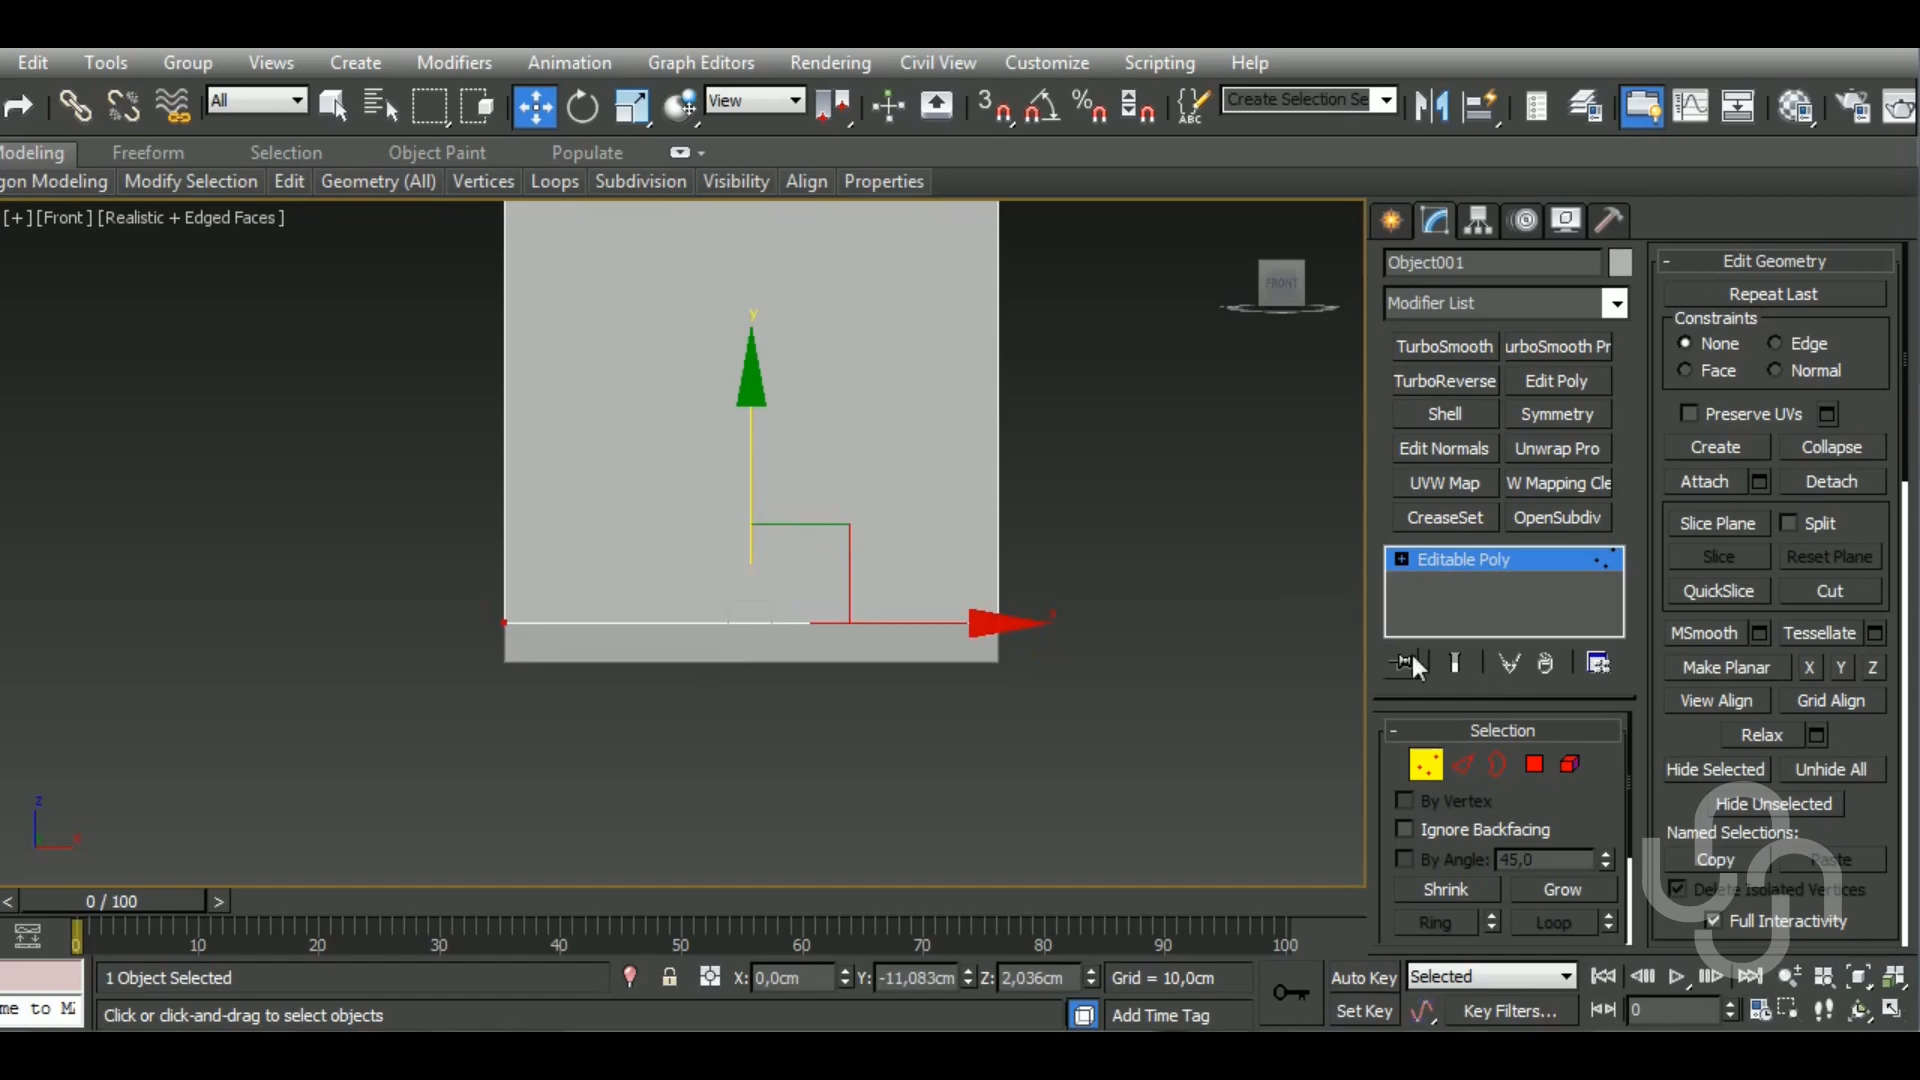 Edit Tools Group Views Create Modifiers Animation Graph Editors Rendering Civil View Customize Scripting Help
All View 3 % ABC Create Selection Se
Modeling Freeform Selection Object Paint Populate
gon Modeling Modify Selection Edit Geometry (All) Vertices Loops Subdivision Visibility Align Properties
[+] [Front ] [Realistic + Edged Faces ]
FRONT
y
x
z
x
Object001
Modifier List
TurboSmooth urboSmooth Pr
TurboReverse Edit Poly
Shell Symmetry
Edit Normals Unwrap Pro
UVW Map W Mapping Cle
CreaseSet OpenSubdiv
Editable Poly
- Selection
By Vertex
Ignore Backfacing
By Angle: 45,0
Shrink Grow
Ring Loop
- Edit Geometry
Repeat Last
Constraints
None Edge
Face Normal
Preserve UVs
Create Collapse
Attach Detach
Slice Plane Split
Slice Reset Plane
QuickSlice Cut
MSmooth Tessellate
Make Planar X Y Z
View Align Grid Align
Relax
Hide Selected Unhide All
Hide Unselected
Named Selections:
Copy Paste
Delete Isolated Vertices
Full Interactivity
< 0 / 100 >
0 10 20 30 40 50 60 70 80 90 100
1 Object Selected X: 0,0cm Y: -11,083cm Z: 2,036cm Grid = 10,0cm Auto Key Selected
me to M Click or click-and-drag to select objects Add Time Tag Set Key Key Filters... 0